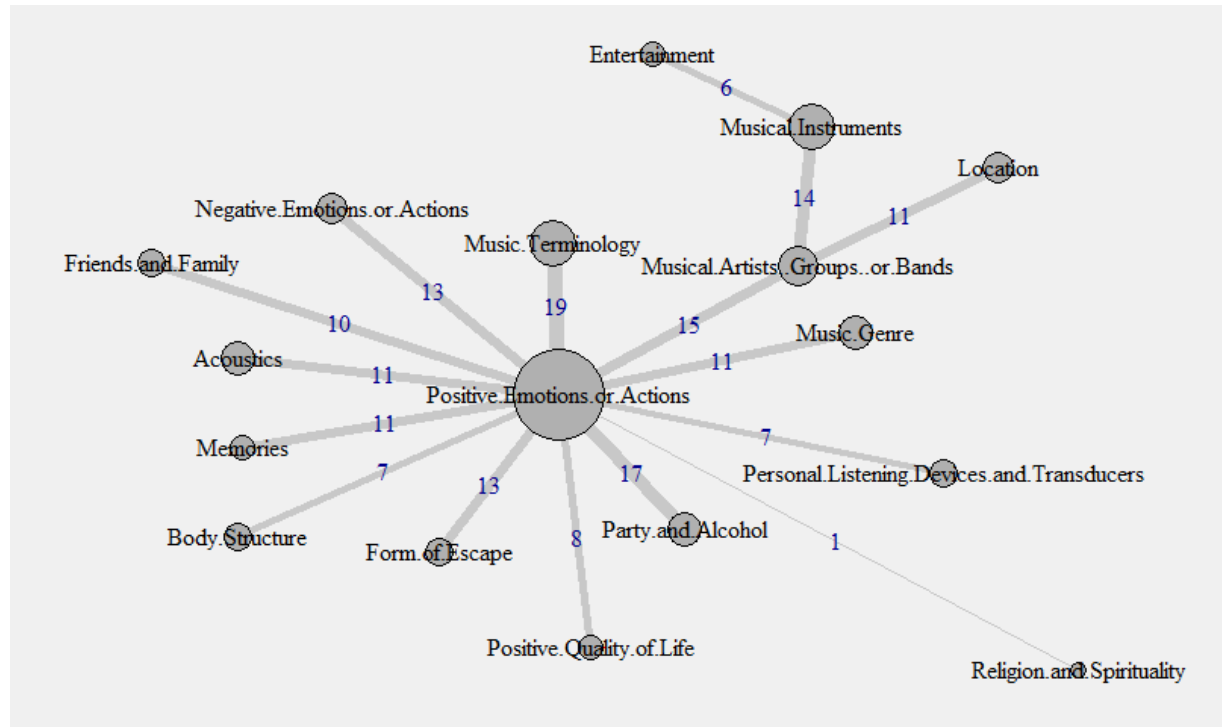 Entertainment
6
Musical.Instruments
Location
14
11
Negative.Emotions.or.Actions
Music.Terminology
Friends.and.Family
Musical.Artists..Groups..or.Bands
13
19
10
15
Music.Genre
Acoustics
11
11
Positive.Emotions.or.Actions
11
Memories
7
7
Personal.Listening.Devices.and.Transducers
13
17
Body.Structure
Form.of.Escape
8
Party.and.Alcohol
1
Positive.Quality.of.Life
Religion.and.Spirituality